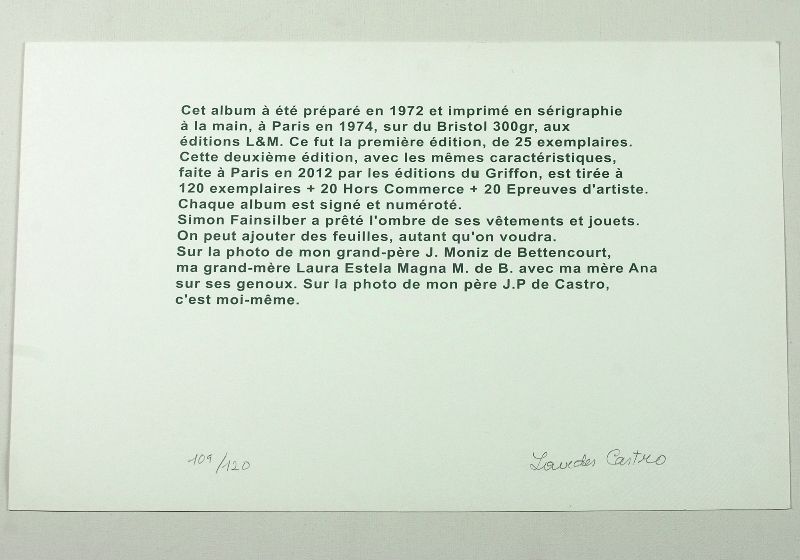 Cet album à été préparé en 1972 et imprimé en sérigraphie
à la main, à Paris en 1974, sur du Bristol 300gr, aux
éditions L&M. Ce fut la première édition, de 25 exemplaires.
Cette deuxième édition, avec les mêmes caractéristiques,
faite à Paris en 2012 par les éditions du Griffon, est tirée à
120 exemplaires + 20 Hors Commerce + 20 Epreuves d'artiste.
Chaque album est signé et numéroté.
Simon Fainsilber a prêté l'ombre de ses vêtements et jouets.
On peut ajouter des feuilles, autant qu'on voudra.
Sur la photo de mon grand-père J. Moniz de Bettencourt,
ma grand-mère Laura Estela Magna M. de B. avec ma mère Ana
sur ses genoux. Sur la photo de mon père J.P de Castro,
c'est moi-même.
109/120
Lourdes Castro